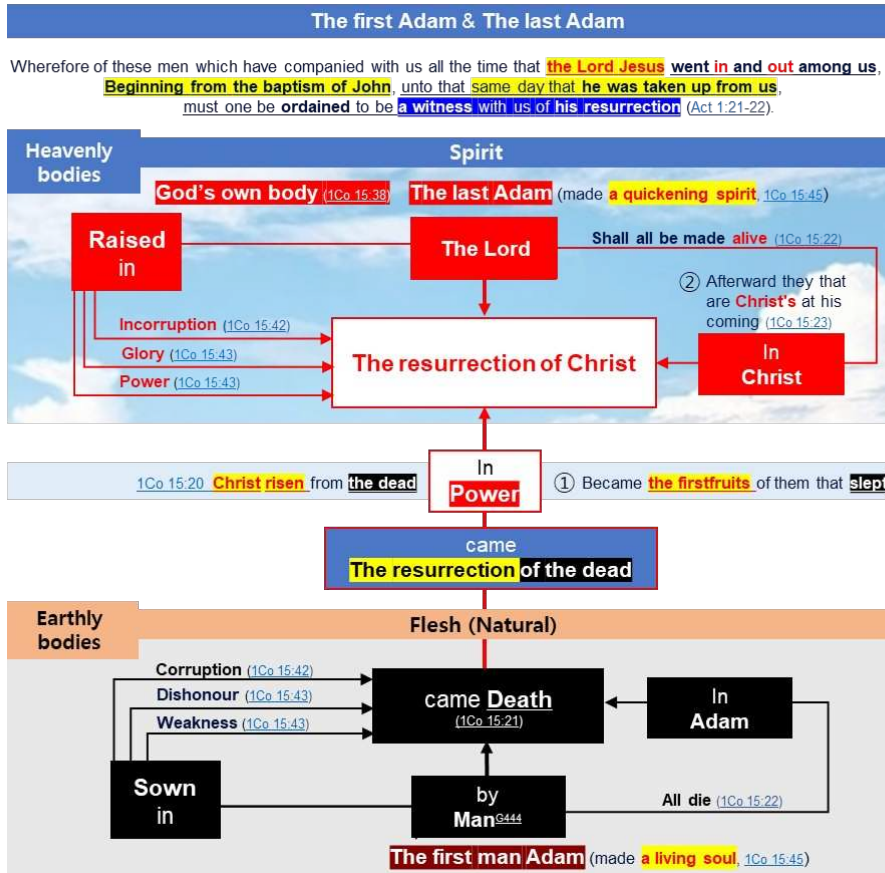 The first Adam & The last Adam
Wherefore of these men which have companied with us all the time that the Lord Jesus went in and out among us,
Beginning from the baptism of John, unto that same day that he was taken up from us,
must one be ordained to be a witness with us of his resurrection (Act 1:21-22).
Heavenly
bodies
Spirit
God's own body (1Co 15:38) The last Adam (made a quickening spirit, 1Co 15:45)
Raised
in
The Lord
Shall all be made alive (1Co 15:22)
② Afterward they that
are Christ's at his
coming (1Co 15:23)
Incorruption (1Co 15:42)
Glory (1Co 15:43)
Power (1Co 15:43)
The resurrection of Christ
In
Christ
1Co 15:20 Christ risen from the dead
In
Power
① Became the firstfruits of them that slept
came
The resurrection of the dead
Earthly
bodies
Flesh (Natural)
Corruption (1Co 15:42)
Dishonour (1Co 15:43)
Weakness (1Co 15:43)
came Death
(1Co 15:21)
In
Adam
Sown
in
by
Man G444
All die (1Co 15:22)
The first man Adam (made a living soul, 1Co 15:45)